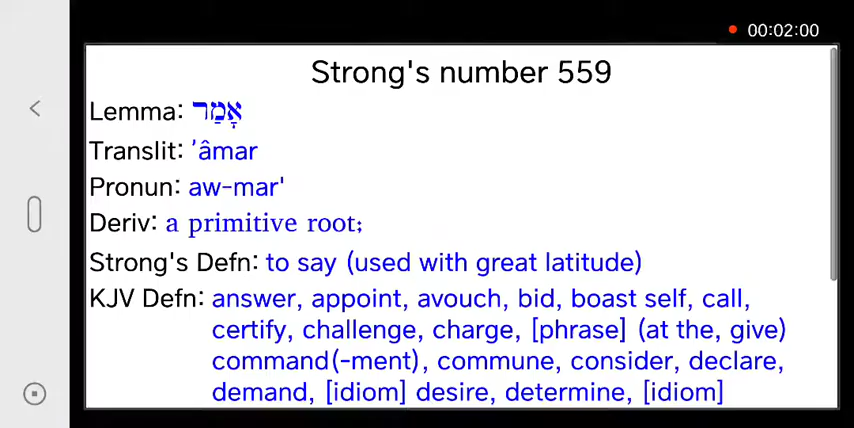 00:02:00
Strong's number 559
Lemma: אָמַר
Translit: ʼâmar
Pronun: aw-mar'
Deriv: a primitive root;
Strong's Defn: to say (used with great latitude)
KJV Defn: answer, appoint, avouch, bid, boast self, call,
certify, challenge, charge, [phrase] (at the, give)
command(-ment), commune, consider, declare,
demand, [idiom] desire, determine, [idiom]